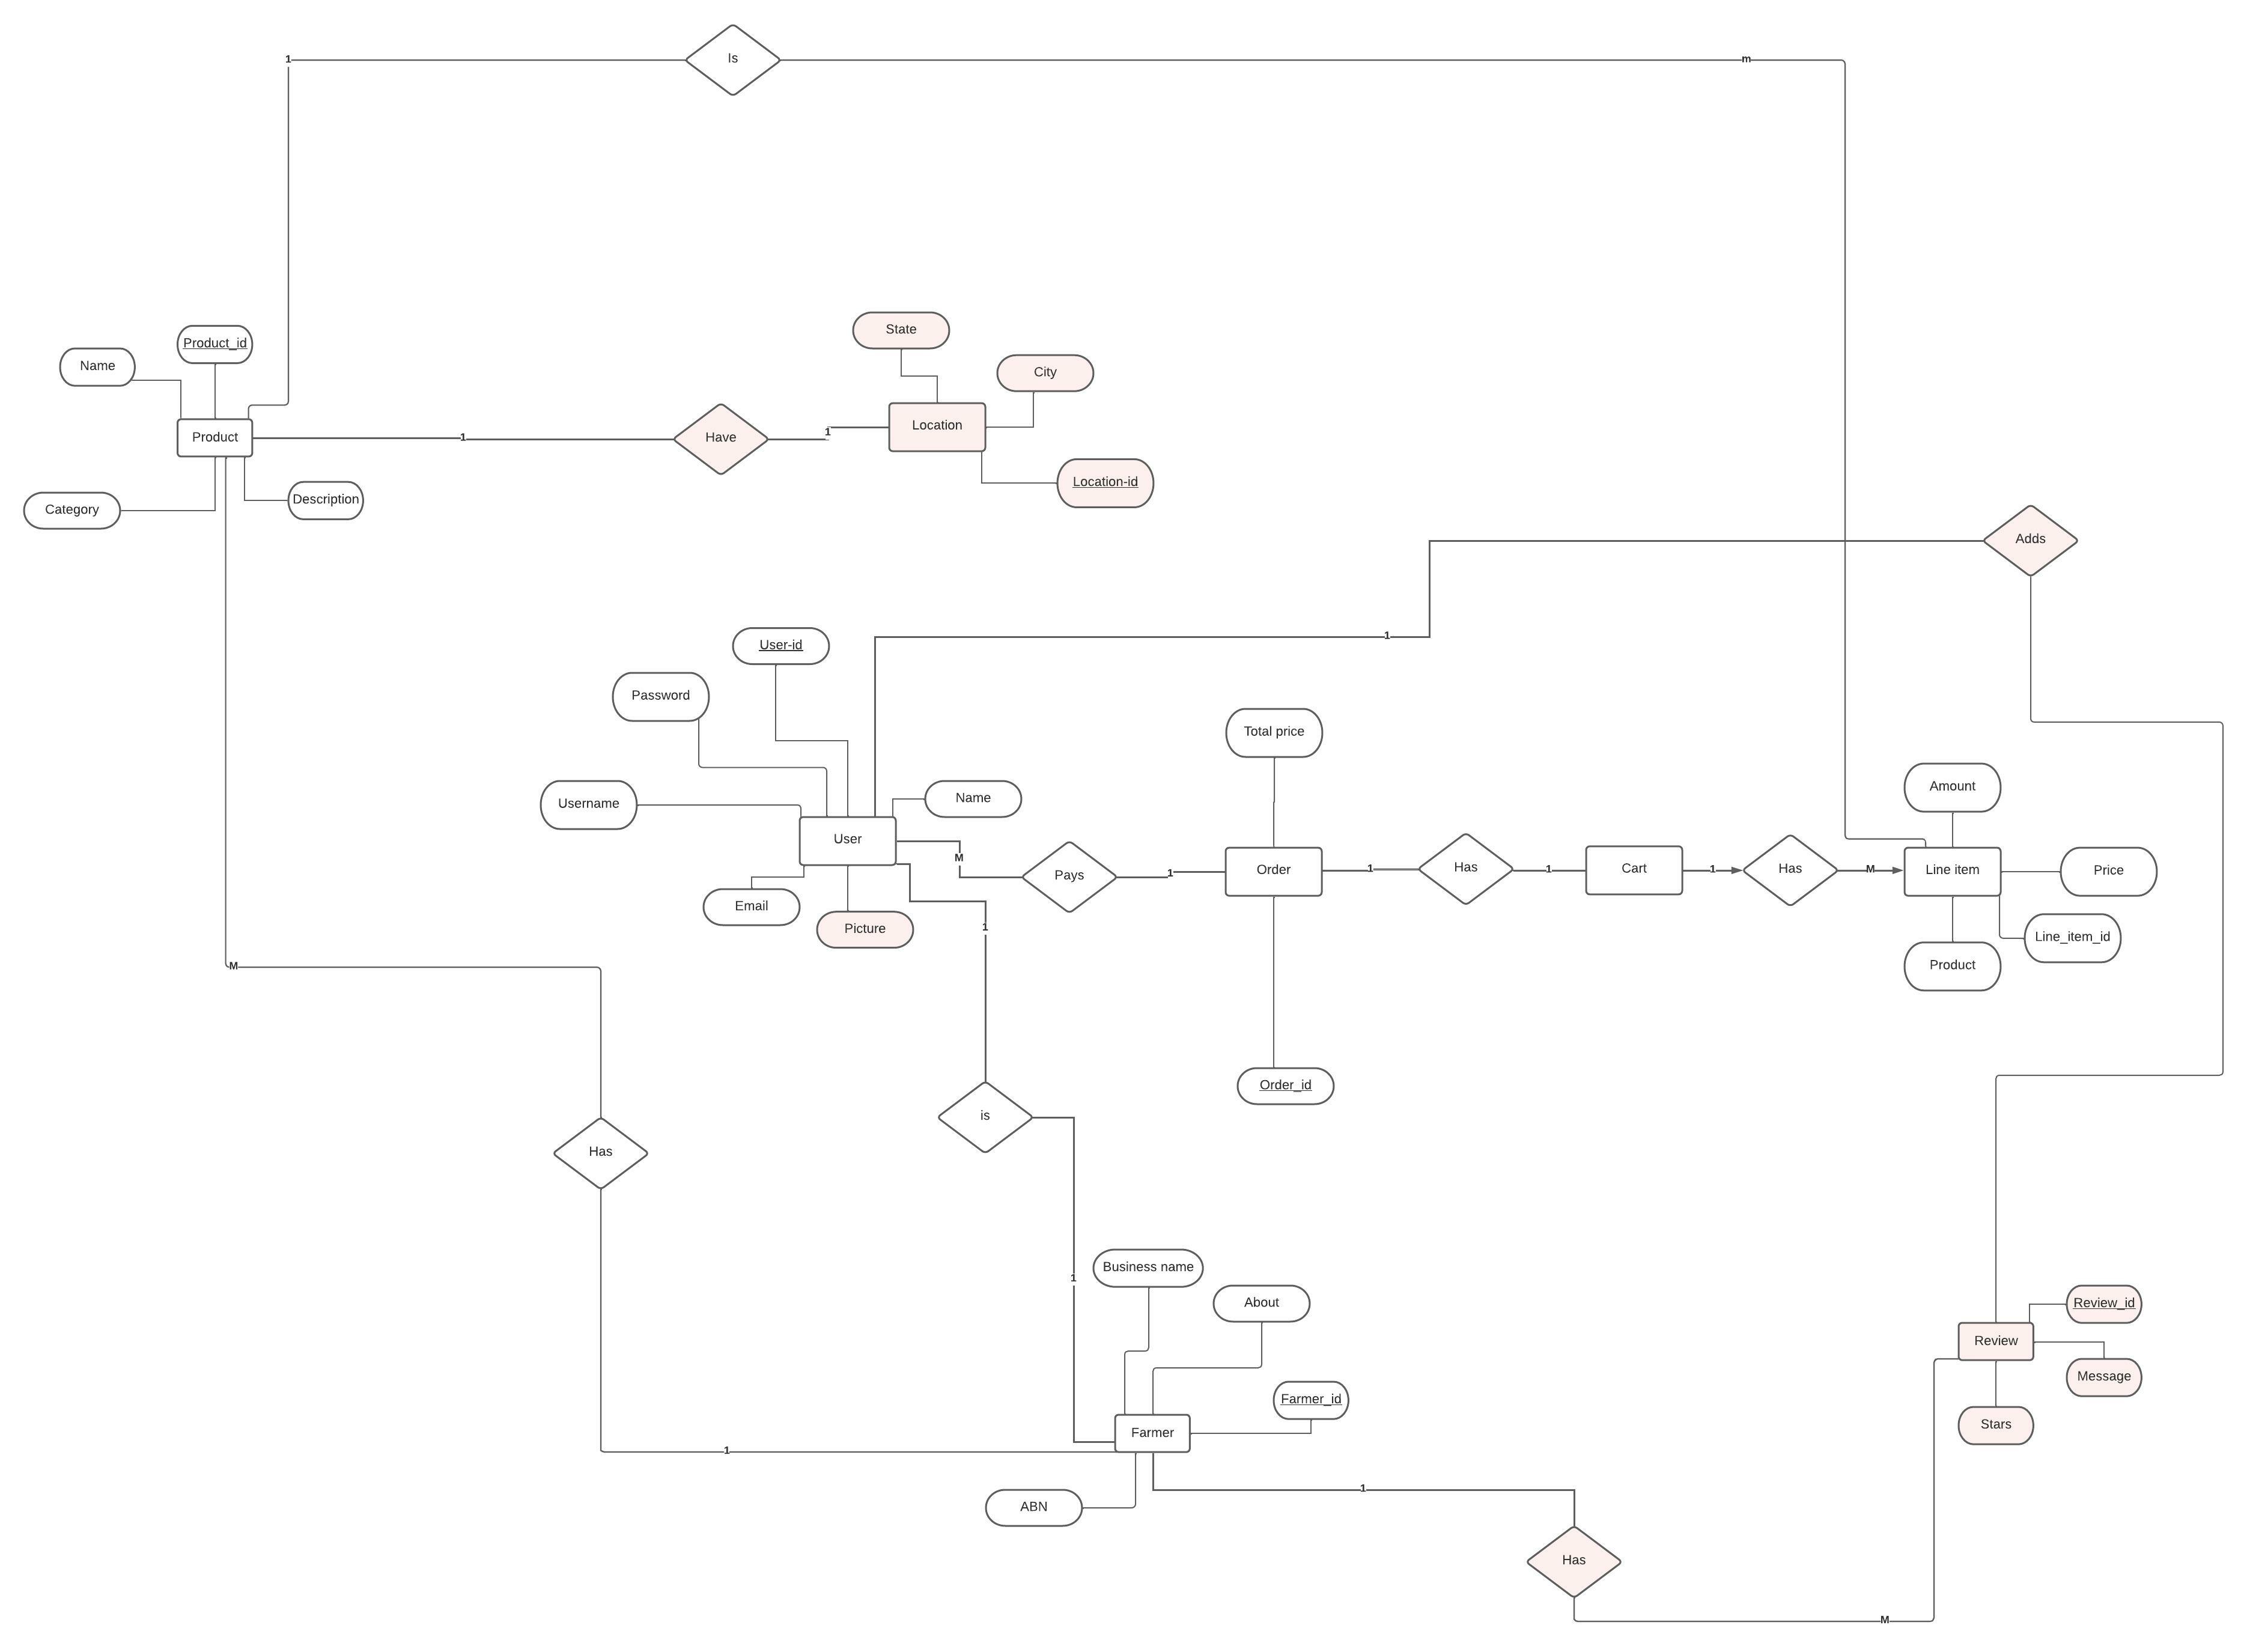 Is
1
m
State
Product_id
City
Name
Have
Location
Product
1
1
Location-id
Description
Category
Adds
1
User-id
Password
Total price
Amount
Username
Name
User
M
Pays
1
Order
1
Has
1
Cart
1
Has
M
Line item
Price
Email
Picture
1
Line_item_id
Product
M
Order_id
is
Has
Business name
1
About
Review_id
Review
Message
Farmer_id
Stars
Farmer
1
1
ABN
Has
M